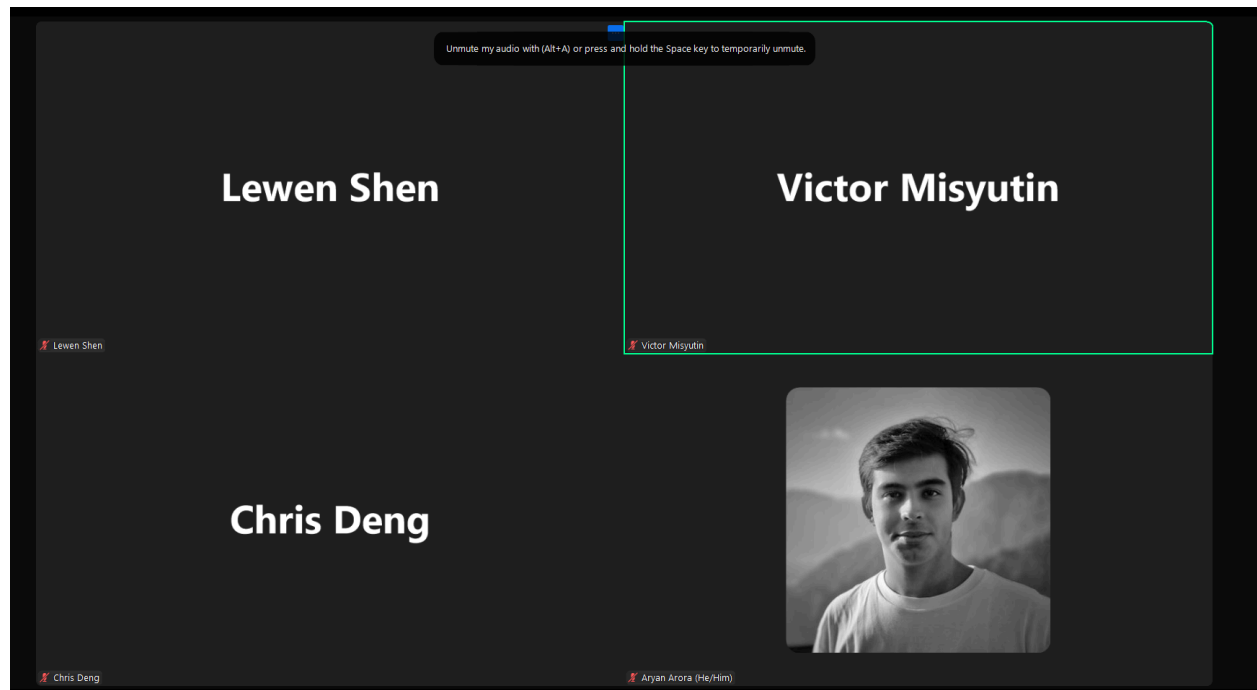 Unmute my audio with (Alt+A) or press and hold the Space key to temporarily unmute.
Lewen Shen
Victor Misyutin
Lewen Shen
Victor Misyutin
Chris Deng
Chris Deng
Aryan Arora (He/Him)